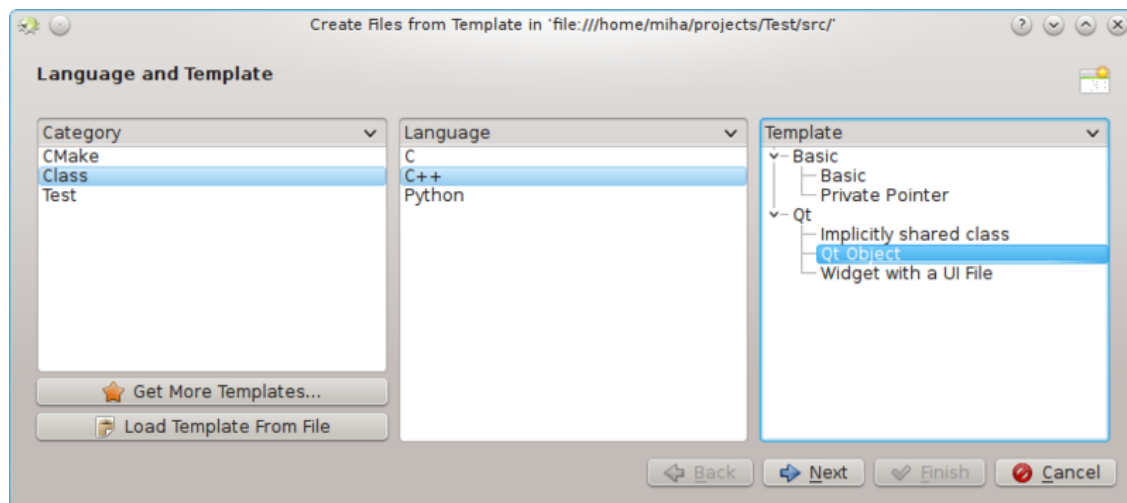 Create Files from Template in 'file:///home/miha/projects/Test/src/'
Language and Template
Category
CMake
Class
Test
Get More Templates...
Load Template From File
Language
C
C++
Python
Template
Basic
Basic
Private Pointer
Qt
Implicitly shared class
Qt Object
Widget with a UI File
Back
Next
Finish
Cancel